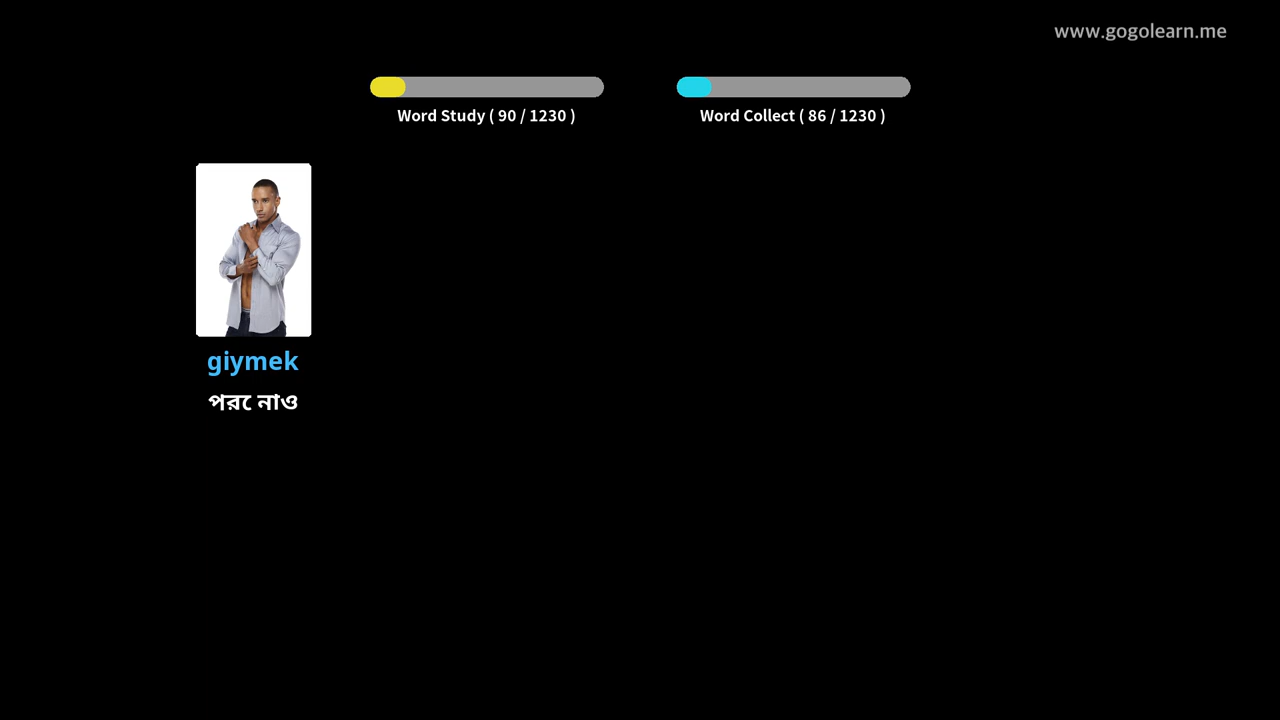 www.gogolearn.me
Word Study ( 90 / 1230 )
Word Collect ( 86 / 1230 )
giymek
পরে নাও